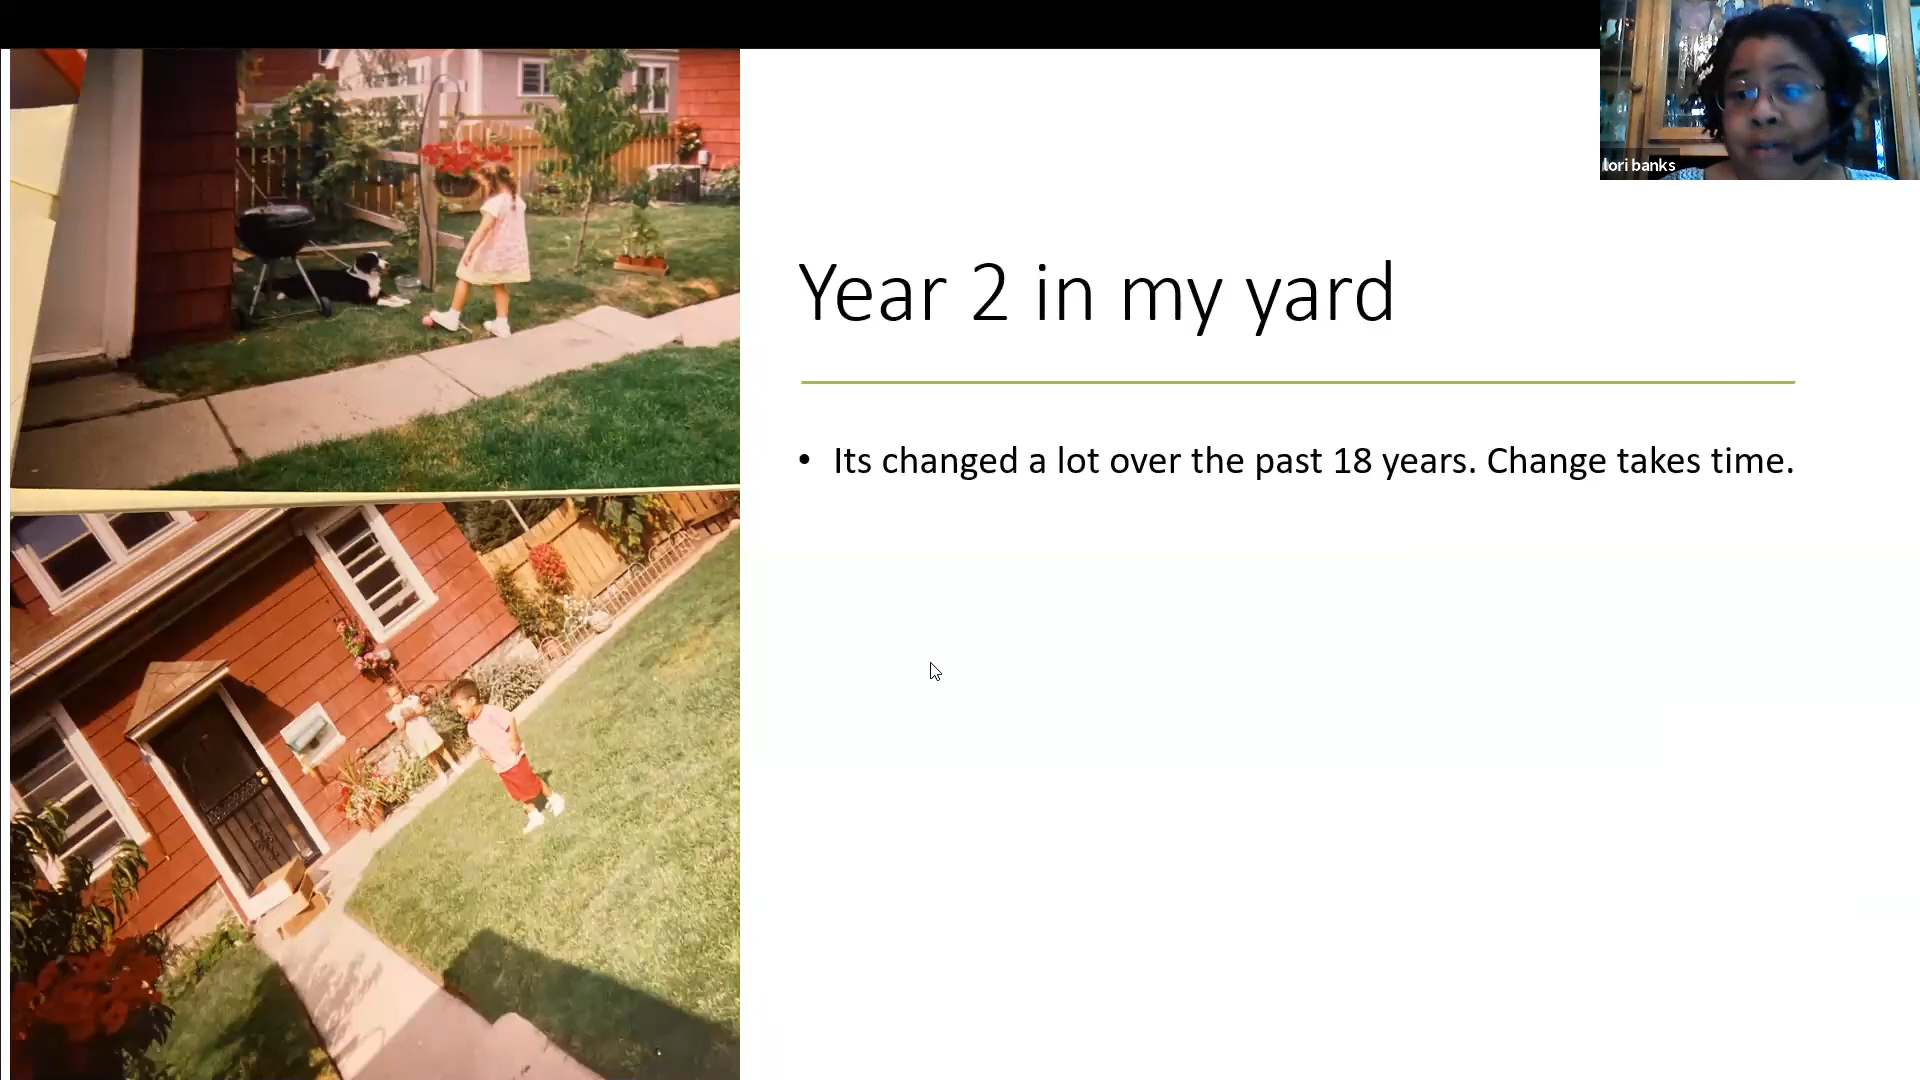 lori banks
Year 2 in my yard
• Its changed a lot over the past 18 years. Change takes time.